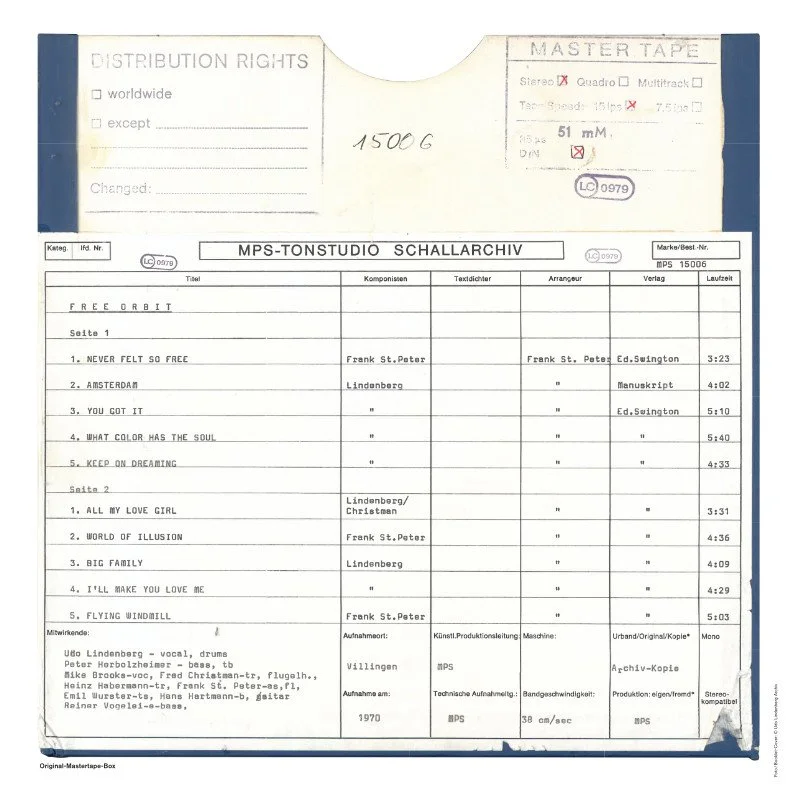 DISTRIBUTION RIGHTS
worldwide
except
Changed:
15006
MASTER TAPE
Stereo Quadro Multitrack
Tape Speeds 15 ips 7,5 ips
35 µs 51 mM.
DIN
LC 0979
Kateg. lfd. Nr.
LC 0979
MPS-TONSTUDIO SCHALLARCHIV
LC 0979
Marke/Best.-Nr.
MPS 15006
Titel Komponisten Textdichter Arrangeur Verlag Laufzeit
FREE ORBIT
Seite 1
1. NEVER FELT SO FREE Frank St.Peter Frank St. Peter Ed.Swington 3:23
2. AMSTERDAM Lindenberg " Manuskript 4:02
3. YOU GOT IT " " Ed.Swington 5:10
4. WHAT COLOR HAS THE SOUL " " " 5:40
5. KEEP ON DREAMING " " " 4:33
Seite 2
1. ALL MY LOVE GIRL Lindenberg/ Christman " " 3:31
2. WORLD OF ILLUSION Frank St.Peter " " 4:36
3. BIG FAMILY Lindenberg " " 4:09
4. I'LL MAKE YOU LOVE ME " " " 4:29
5. FLYING WINDMILL Frank St.Peter " " 5:03
Mitwirkende:
Udo Lindenberg - vocal, drums
Peter Herbolzheimer - bass, tb
Mike Brooks-voc, Fred Christman-tr, flugelh.,
Heinz Habermann-tr, Frank St. Peter-as,fl,
Emil Wurster-ts, Hans Hartmann-b, gsitar
Reiner Vogelei-e-bass,
Aufnahmeort: Künstl.Produktionsleitung: Maschine: Urband/Original/Kopie* Mono
Villingen MPS Archiv-Kopie
Aufnahme am: Technische Aufnahmeltg.: Bandgeschwindigkeit: Produktion: eigen/fremd* Stereo-
kompatibel
1970 MPS 38 cm/sec MPS
Original-Mastertape-Box